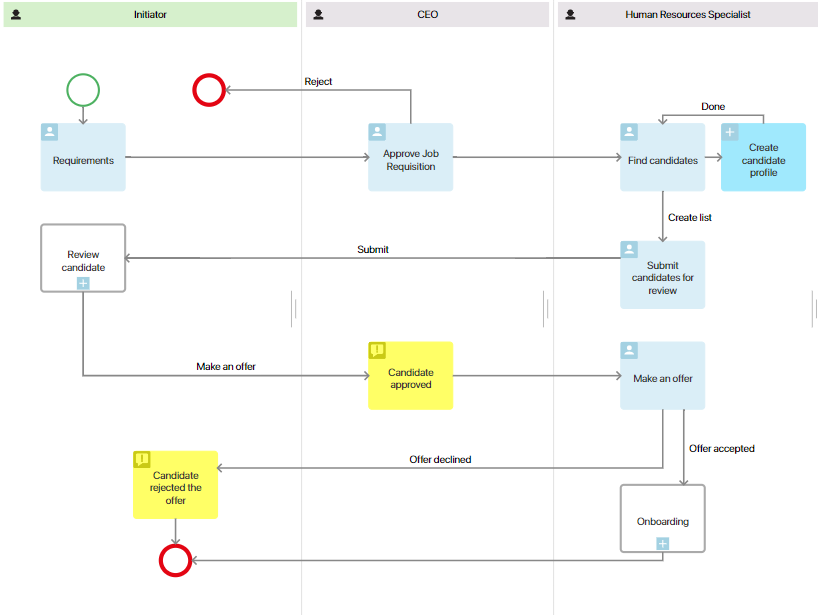 Initiator
CEO
Human Resources Specialist
Reject
Done
Requirements
Approve Job
Requisition
Find candidates
Create
candidate
profile
Create list
Review
candidate
Submit
Submit
candidates for
review
Make an offer
Candidate
approved
Make an offer
Offer declined
Offer accepted
Candidate
rejected the
offer
Onboarding